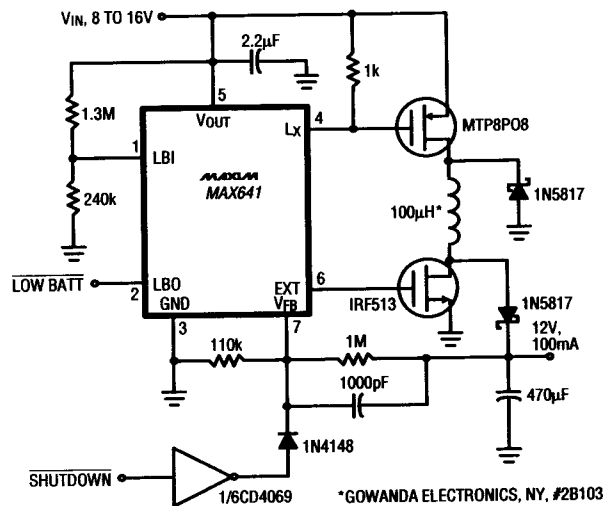 VIN, 8 TO 16V
2.2µF
1k
5
1.3M
VOUT
LX
4
MTP8PO8
1
LBI
MAXIM
MAX641
240k
100µH*
1N5817
LOW BATT
2
LBO
EXT
6
IRF513
GND
VFB
1N5817
3
7
12V,
100mA
110k
1M
1000pF
470µF
1N4148
SHUTDOWN
1/6CD4069
*GOWANDA ELECTRONICS, NY, #2B103